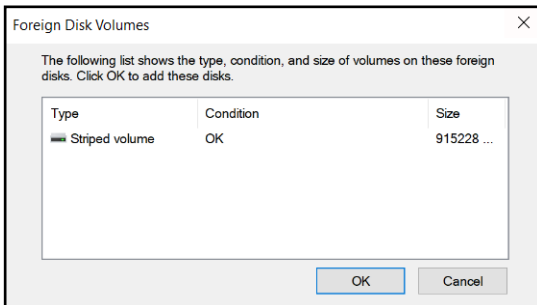 Foreign Disk Volumes
The following list shows the type, condition, and size of volumes on these foreign
disks. Click OK to add these disks.
Type Condition Size
Striped volume OK 915228 ...
OK Cancel